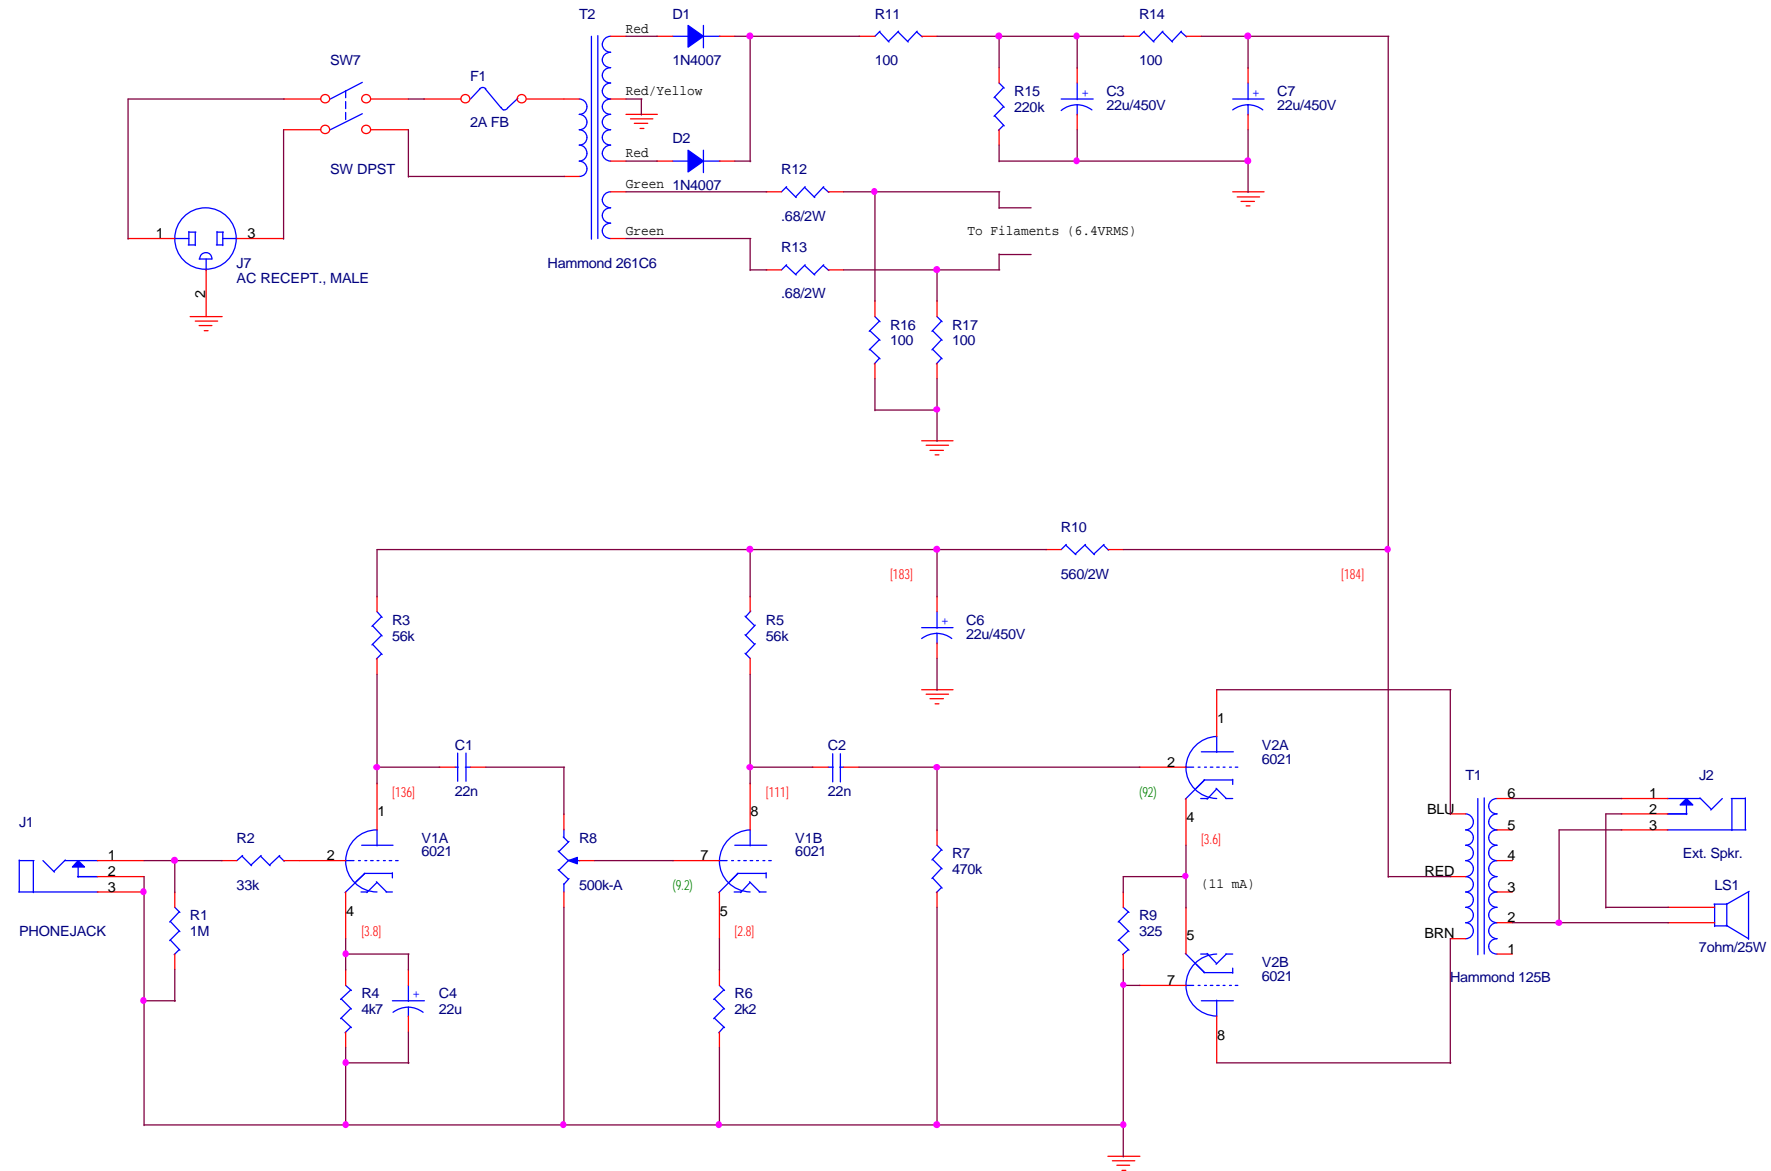 T2
D1
R11
R14
Red
1N4007
100
100
SW7
F1
Red/Yellow
R15
220k
C3
+
22u/450V
C7
+
22u/450V
2A FB
D2
Red
SW DPST
R12
Green
1N4007
.68/2W
Green
To Filaments (6.4VRMS)
1
3
R13
J7
Hammond 261C6
AC RECEPT., MALE
.68/2W
2
R16
100
R17
100
R10
[183]
560/2W
[184]
R3
56k
R5
56k
C6
+
22u/450V
1
C1
C2
V2A
6021
2
T1
J2
[136]
22n
[111]
22n
(92)
1
8
6
1
BLU
2
4
5
3
J1
R2
V1A
6021
R8
V1B
6021
[3.6]
1
2
7
R7
470k
4
Ext. Spkr.
2
RED
3
33k
500k-A
(9.2)
(11 mA)
3
LS1
4
5
R9
325
2
R1
1M
PHONEJACK
[3.8]
[2.8]
5
BRN
1
7ohm/25W
V2B
6021
7
Hammond 125B
R4
4k7
C4
+
22u
R6
2k2
8